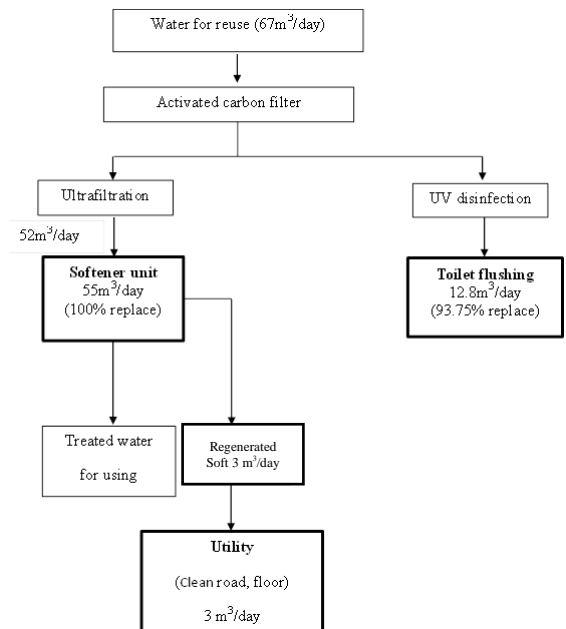 Water for reuse (67m³/day)
Activated carbon filter
Ultrafiltration
UV disinfection
52m³/day
Softener unit
55m³/day
(100% replace)
Toilet flushing
12.8m³/day
(93.75% replace)
Treated water
for using
Regenerated
Soft 3 m³/day
Utility
(Clean road, floor)
3 m³/day